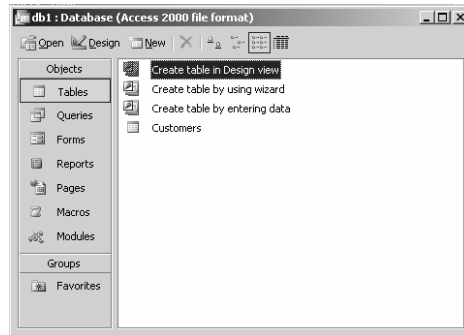 db1 : Database (Access 2000 file format)
Open Design New
Objects
Tables
Queries
Forms
Reports
Pages
Macros
Modules
Groups
Favorites
Create table in Design view
Create table by using wizard
Create table by entering data
Customers